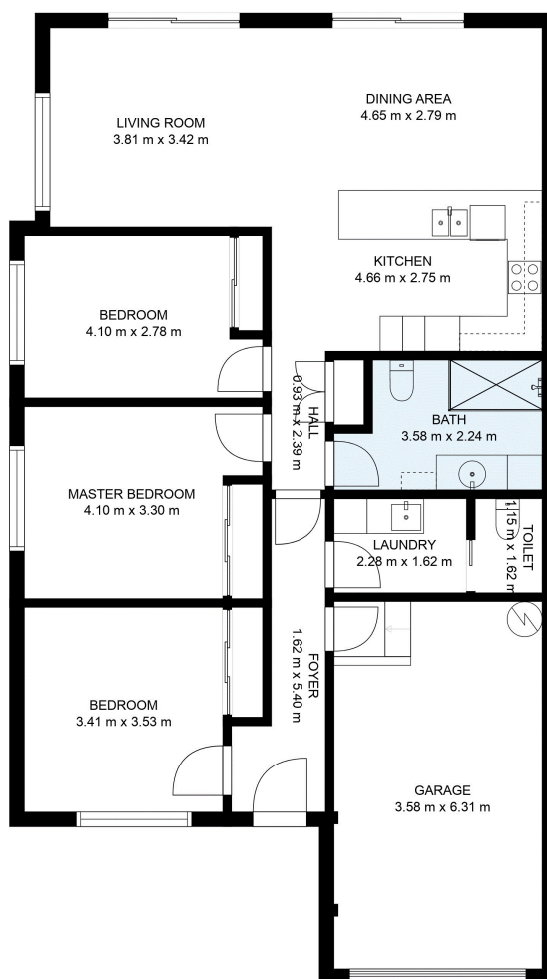 LIVING ROOM
3.81 m x 3.42 m
DINING AREA
4.65 m x 2.79 m
KITCHEN
4.66 m x 2.75 m
BEDROOM
4.10 m x 2.78 m
HALL
0.93 m x 2.39 m
BATH
3.58 m x 2.24 m
MASTER BEDROOM
4.10 m x 3.30 m
LAUNDRY
2.28 m x 1.62 m
TOILET
1.15 m x 1.62 m
FOYER
1.62 m x 5.40 m
BEDROOM
3.41 m x 3.53 m
GARAGE
3.58 m x 6.31 m